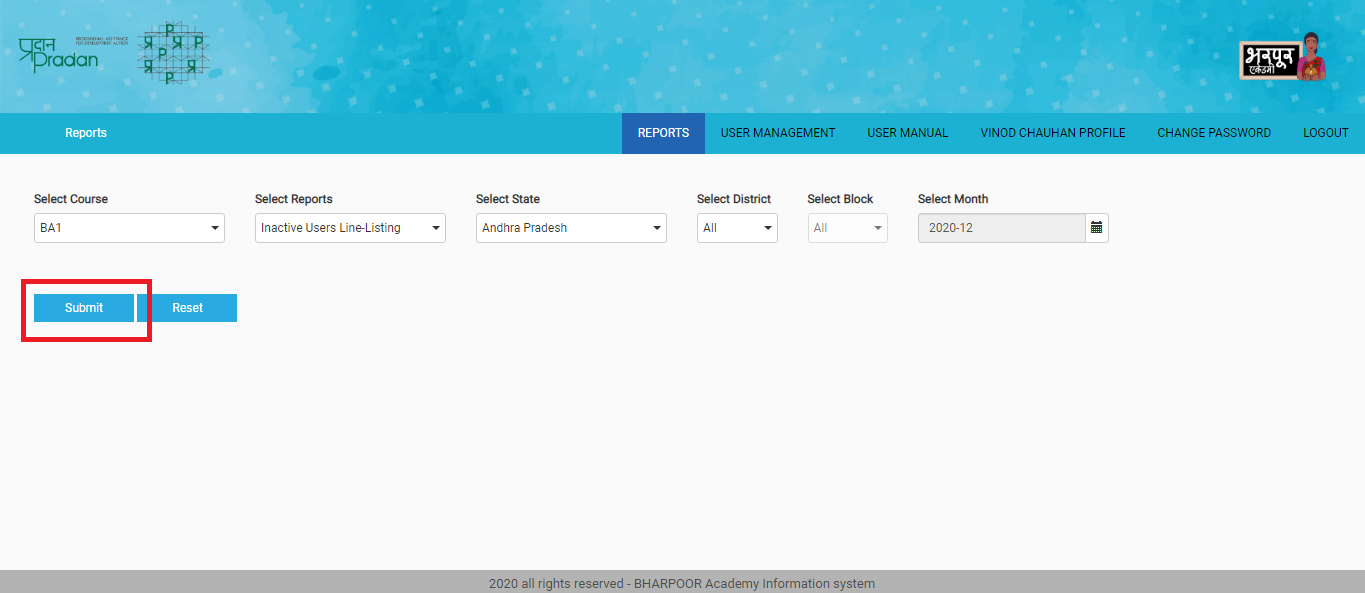 प्रदान
Pradan
PROFESSIONAL ASSISTANCE
FOR DEVELOPMENT ACTION
P
प्र प्र P
P प्र
प्र प्र
P
भरपूर
एकेडमी
Reports REPORTS USER MANAGEMENT USER MANUAL VINOD CHAUHAN PROFILE CHANGE PASSWORD LOGOUT
Select Course Select Reports Select State Select District Select Block Select Month
BA1 Inactive Users Line-Listing Andhra Pradesh All All 2020-12
Submit Reset
2020 all rights reserved - BHARPOOR Academy Information system